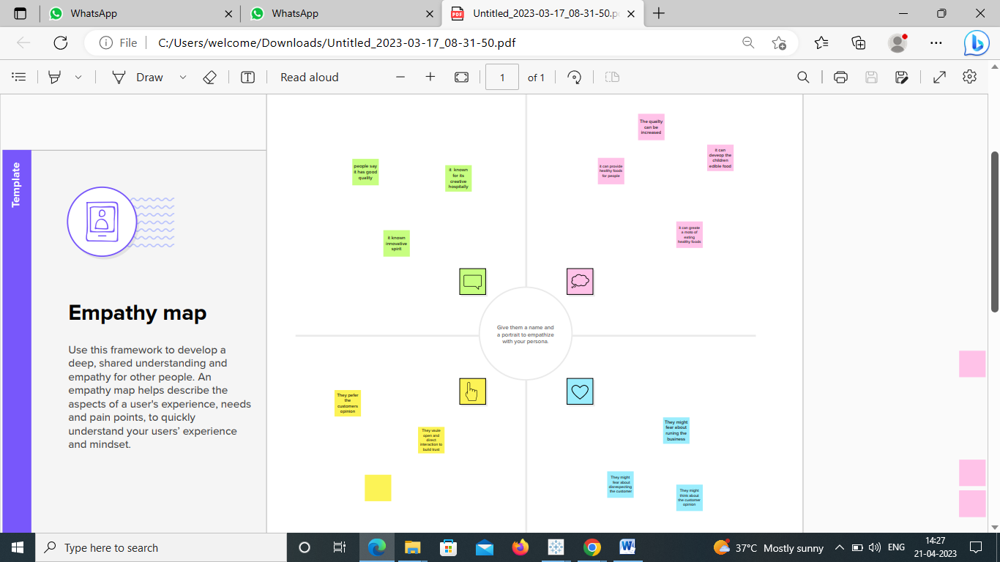 WhatsApp
WhatsApp
PDF
Untitled_2023-03-17_08-31-50.p
File
C:/Users/welcome/Downloads/Untitled_2023-03-17_08-31-50.pdf
Draw
Read aloud
1
of 1
Template
Empathy map
Use this framework to develop a
deep, shared understanding and
empathy for other people. An
empathy map helps describe the
aspects of a user's experience, needs
and pain points, to quickly
understand your users' experience
and mindset.
people say
it has good
quality
it known
for its
creative
hospitally
it known
innovative
spirit
The quality
can be
increased
it can provide
healthy foods
for people
it can
deveop the
children
edible food
it can greate
a moto of
eating
healthy foods
Give them a name and
a portrait to empathize
with your persona.
They pefer
the
customers
opinion
They vaule
open and
direct
interaction to
build trust
They might
fear about
runing the
business
They might
fear about
disrespecting
the customer
They might
think about
the customer
opinion
Type here to search
37°C Mostly sunny
ENG
14:27
21-04-2023